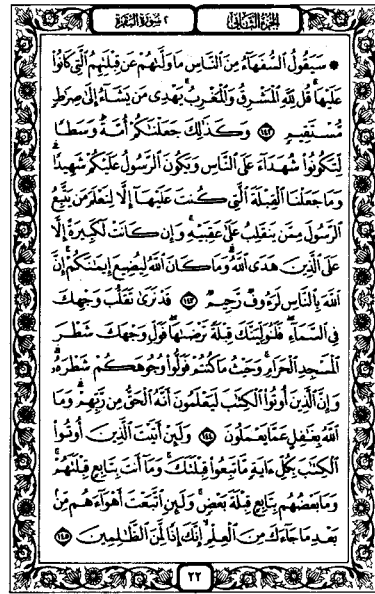 الجزء الثاني
٢ سورة البقرة
۞ سَيَقُولُ ٱلسُّفَهَآءُ مِنَ ٱلنَّاسِ مَا وَلَّىٰهُمْ عَن قِبْلَتِهِمُ ٱلَّتِى كَانُوا۟
عَلَيْهَا ۚ قُل لِّلَّهِ ٱلْمَشْرِقُ وَٱلْمَغْرِبُ ۚ يَهْدِى مَن يَشَآءُ إِلَىٰ صِرَٰطٍ
مُّسْتَقِيمٍ ١٤٢ وَكَذَٰلِكَ جَعَلْنَٰكُمْ أُمَّةً وَسَطًا
لِّتَكُونُوا۟ شُهَدَآءَ عَلَى ٱلنَّاسِ وَيَكُونَ ٱلرَّسُولُ عَلَيْكُمْ شَهِيدًا ۗ
وَمَا جَعَلْنَا ٱلْقِبْلَةَ ٱلَّتِى كُنتَ عَلَيْهَآ إِلَّا لِنَعْلَمَ مَن يَتَّبِعُ
ٱلرَّسُولَ مِمَّن يَنقَلِبُ عَلَىٰ عَقِبَيْهِ ۚ وَإِن كَانَتْ لَكَبِيرَةً إِلَّا
عَلَى ٱلَّذِينَ هَدَى ٱللَّهُ ۗ وَمَا كَانَ ٱللَّهُ لِيُضِيعَ إِيمَٰنَكُمْ ۚ إِنَّ
ٱللَّهَ بِٱلنَّاسِ لَرَءُوفٌ رَّحِيمٌ ١٤٣ قَدْ نَرَىٰ تَقَلُّبَ وَجْهِكَ
فِى ٱلسَّمَآءِ ۖ فَلَنُوَلِّيَنَّكَ قِبْلَةً تَرْضَىٰهَا ۚ فَوَلِّ وَجْهَكَ شَطْرَ
ٱلْمَسْجِدِ ٱلْحَرَامِ ۚ وَحَيْثُ مَا كُنتُمْ فَوَلُّوا۟ وُجُوهَكُمْ شَطْرَهُۥ ۗ
وَإِنَّ ٱلَّذِينَ أُوتُوا۟ ٱلْكِتَٰبَ لَيَعْلَمُونَ أَنَّهُ ٱلْحَقُّ مِن رَّبِّهِمْ ۗ وَمَا
ٱللَّهُ بِغَٰفِلٍ عَمَّا يَعْمَلُونَ ١٤٤ وَلَئِنْ أَتَيْتَ ٱلَّذِينَ أُوتُوا۟
ٱلْكِتَٰبَ بِكُلِّ ءَايَةٍ مَّا تَبِعُوا۟ قِبْلَتَكَ ۚ وَمَآ أَنتَ بِتَابِعٍ قِبْلَتَهُمْ ۚ
وَمَا بَعْضُهُم بِتَابِعٍ قِبْلَةَ بَعْضٍ ۚ وَلَئِنِ ٱتَّبَعْتَ أَهْوَآءَهُم مِّنۢ
بَعْدِ مَا جَآءَكَ مِنَ ٱلْعِلْمِ ۙ إِنَّكَ إِذًا لَّمِنَ ٱلظَّٰلِمِينَ ١٤٥
٢٢